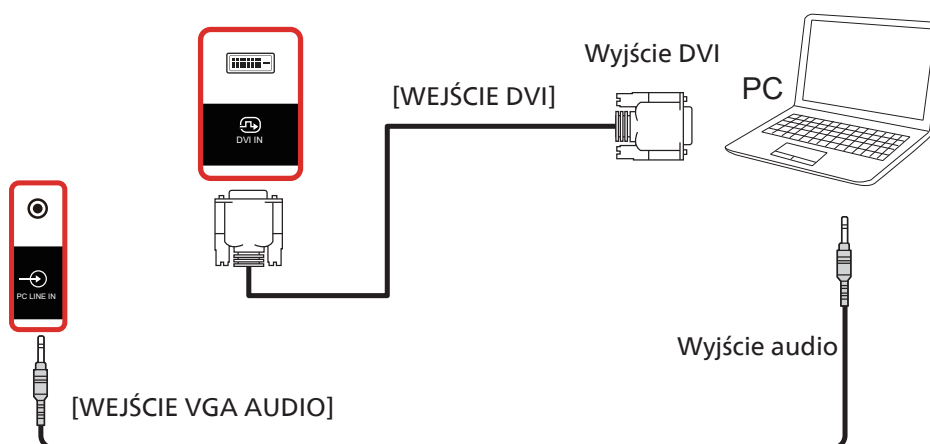 Wyjście DVI
PC
[WEJŚCIE DVI]
DVI IN
PC LINE IN
Wyjście audio
[WEJŚCIE VGA AUDIO]